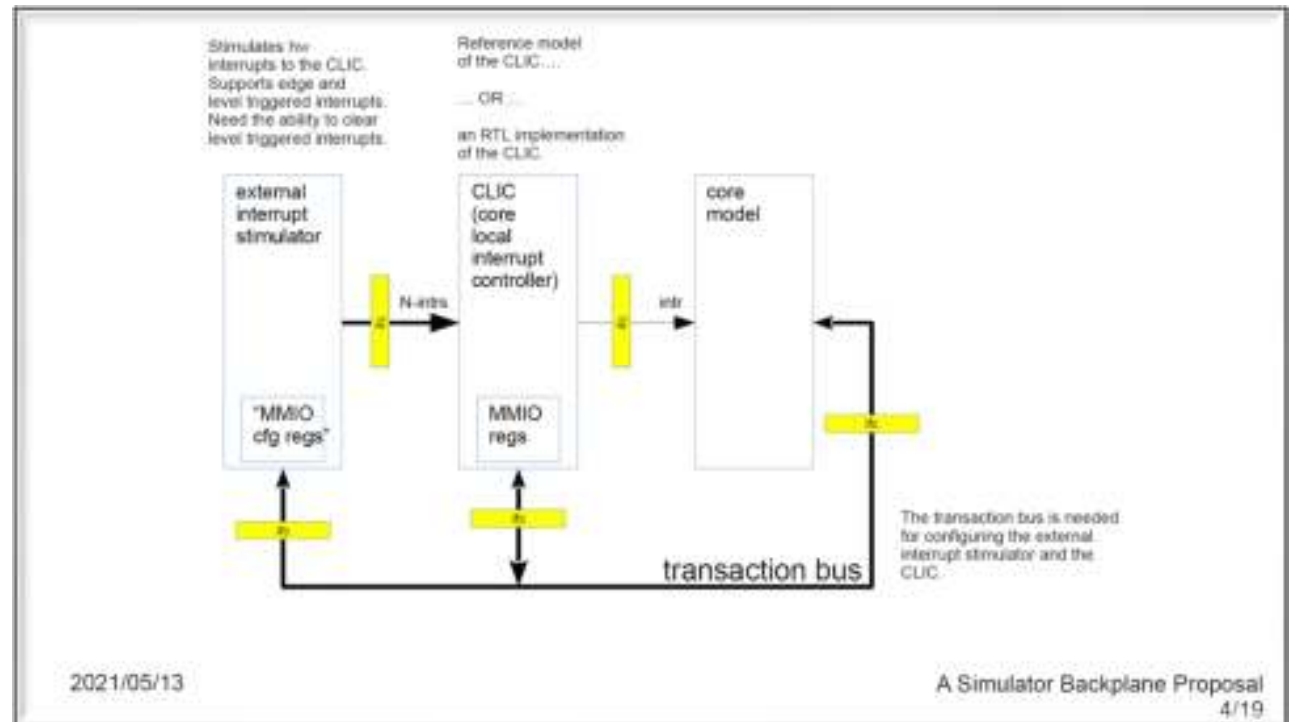 Stimulates hw
interrupts to the CLIC.
Supports edge and
level triggered interrupts.
Need the ability to clear
level triggered interrupts.
Reference model
of the CLIC....
.... OR ....
an RTL implementation
of the CLIC.
external
interrupt
stimulator
CLIC
(core
local
interrupt
controller)
core
model
N-intrs
intr
"MMIO
cfg regs"
MMIO
regs
The transaction bus is needed
for configuring the external
interrupt stimulator and the
CLIC.
transaction bus
2021/05/13
A Simulator Backplane Proposal
4/19